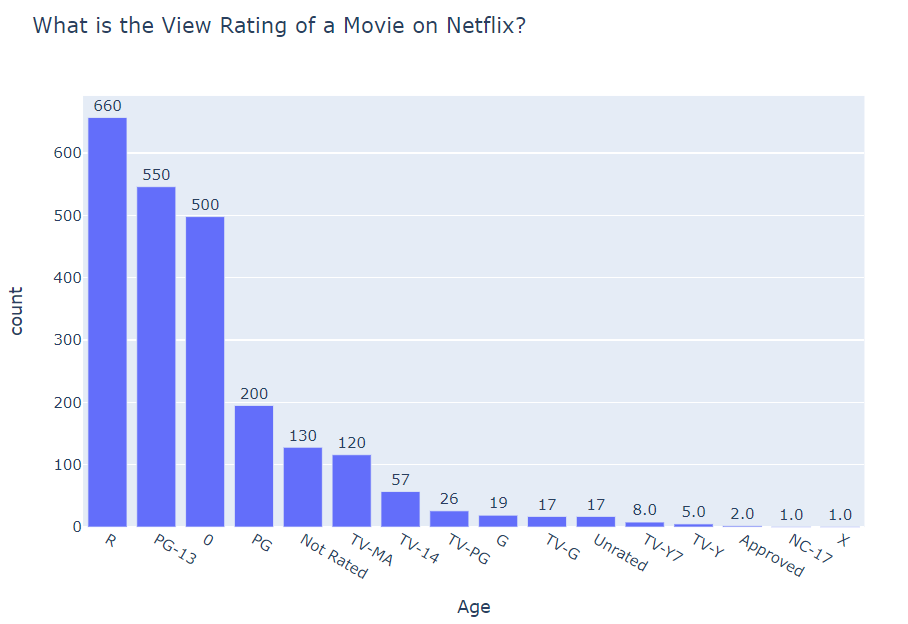 What is the View Rating of a Movie on Netflix?
660
550
500
200
130
120
57
26
19
17
17
8.0
5.0
2.0
1.0
1.0
600
500
400
300
200
100
0
count
R
PG-13
0
PG
Not Rated
TV-MA
TV-14
TV-PG
G
TV-G
Unrated
TV-Y7
TV-Y
Approved
NC-17
X
Age